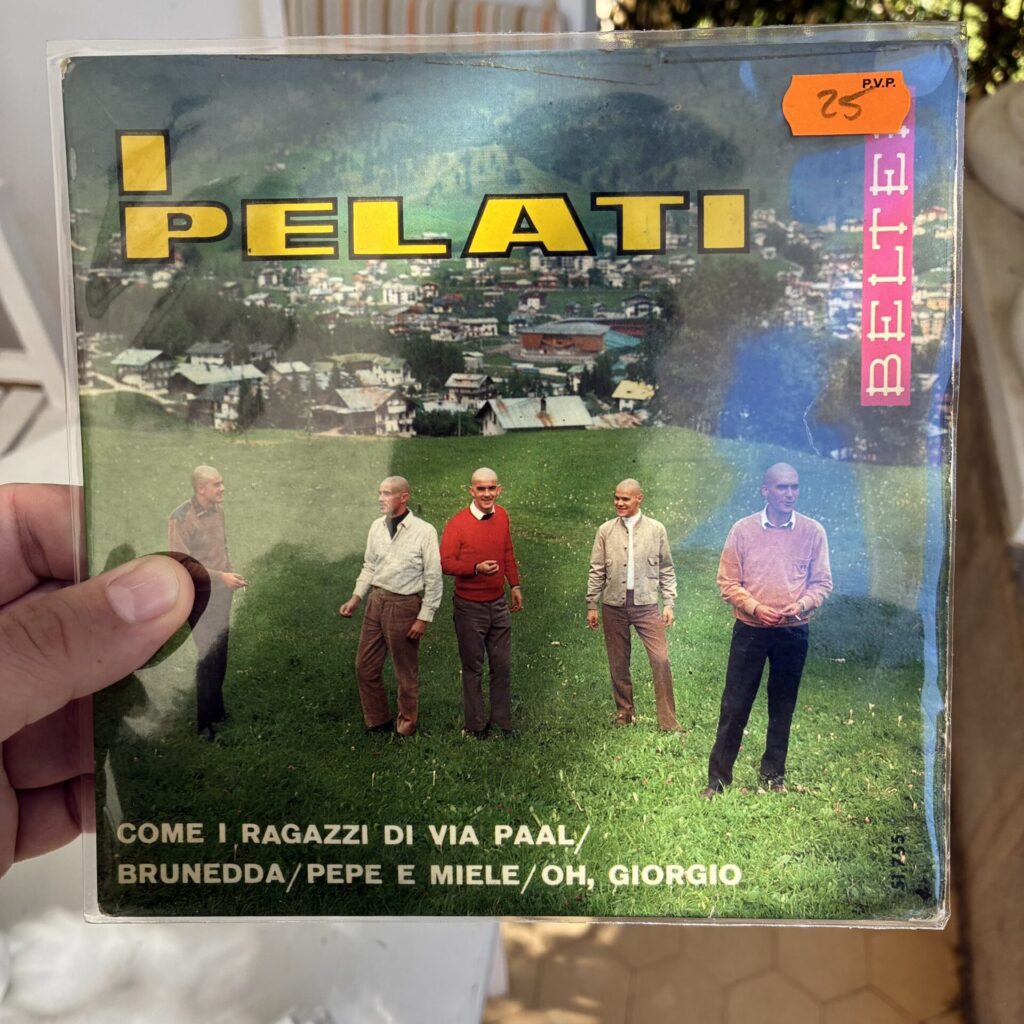 P.V.P.
25
I
PELATI
BELTER
COME I RAGAZZI DI VIA PAAL/
BRUNEDDA/PEPE E MIELE/OH, GIORGIO
51.755